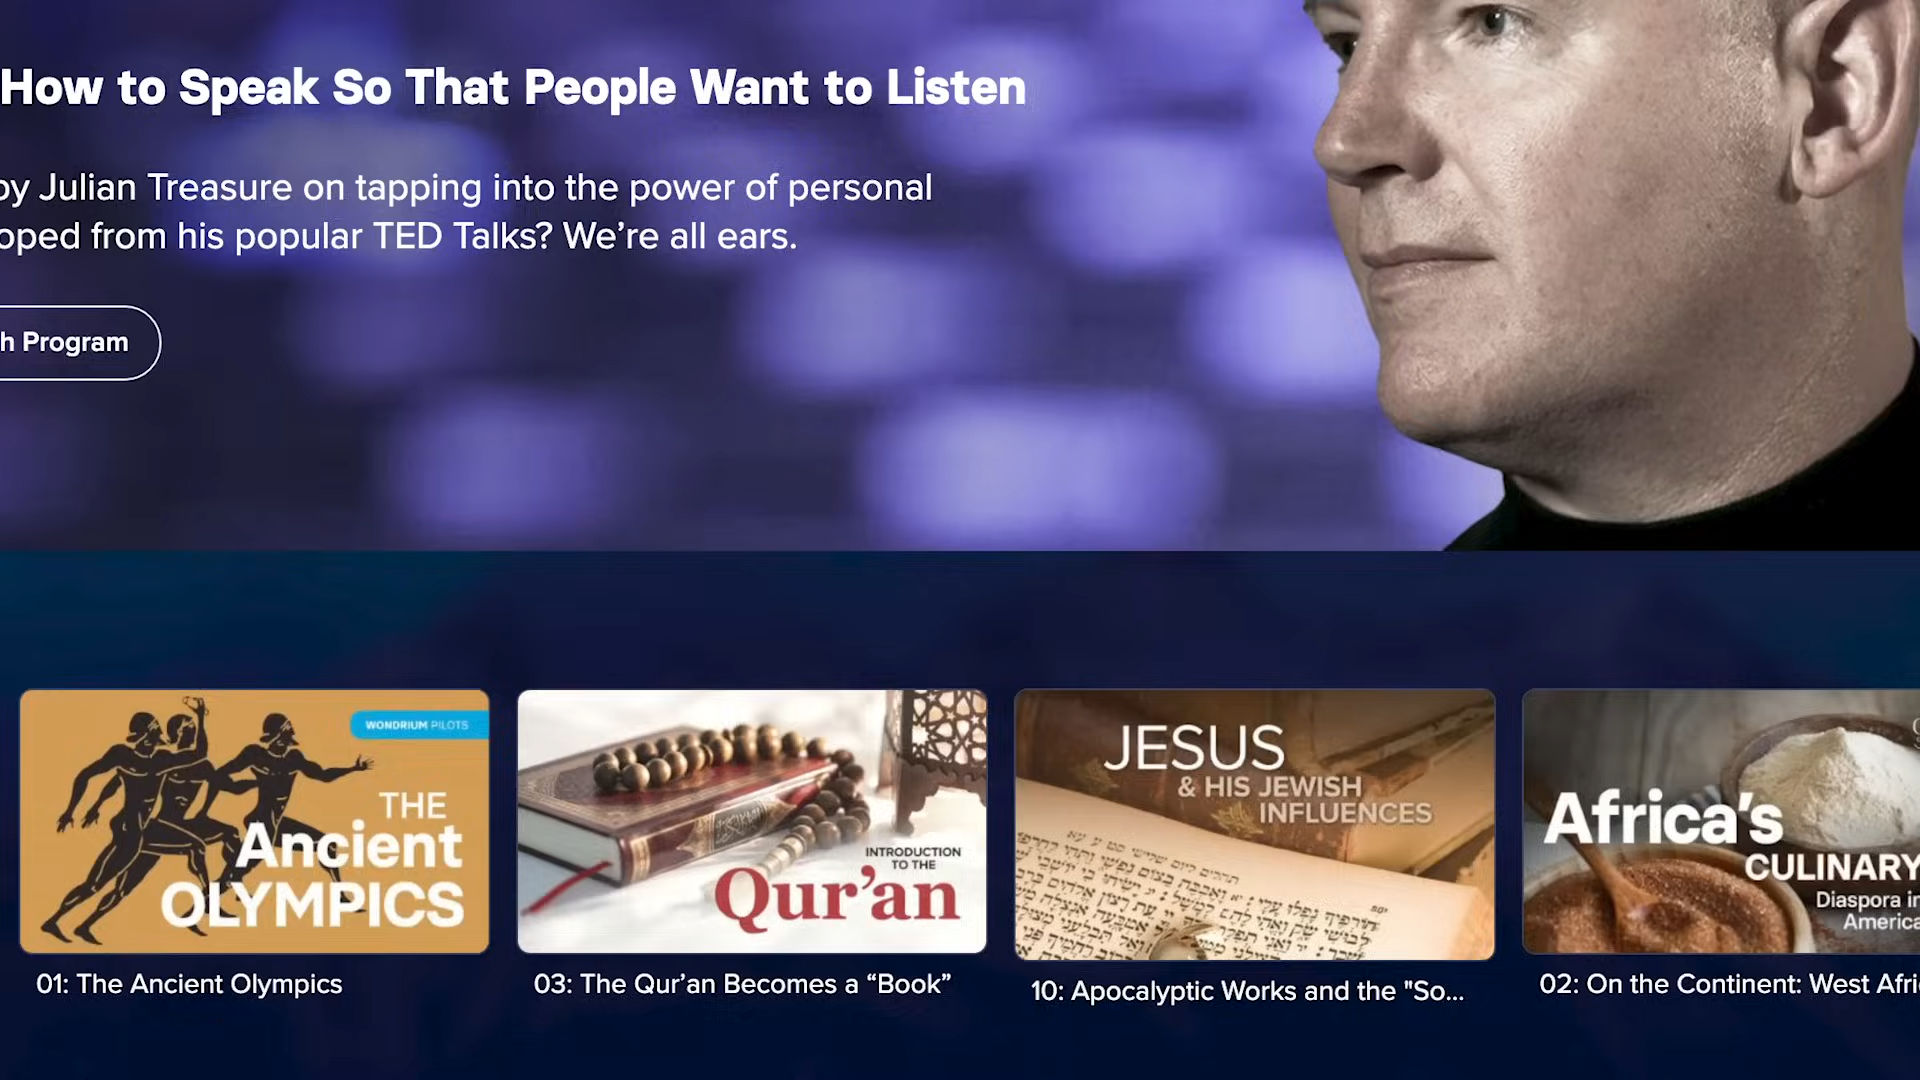 How to Speak So That People Want to Listen
by Julian Treasure on tapping into the power of personal
oped from his popular TED Talks? We're all ears.
h Program
WONDRIUM PILOTS
THE
Ancient
OLYMPICS
01: The Ancient Olympics
INTRODUCTION
TO THE
Qur'an
03: The Qur'an Becomes a “Book”
JESUS
& HIS JEWISH
INFLUENCES
10: Apocalyptic Works and the "So...
Africa's
CULINARY
Diaspora in
America
02: On the Continent: West Afri